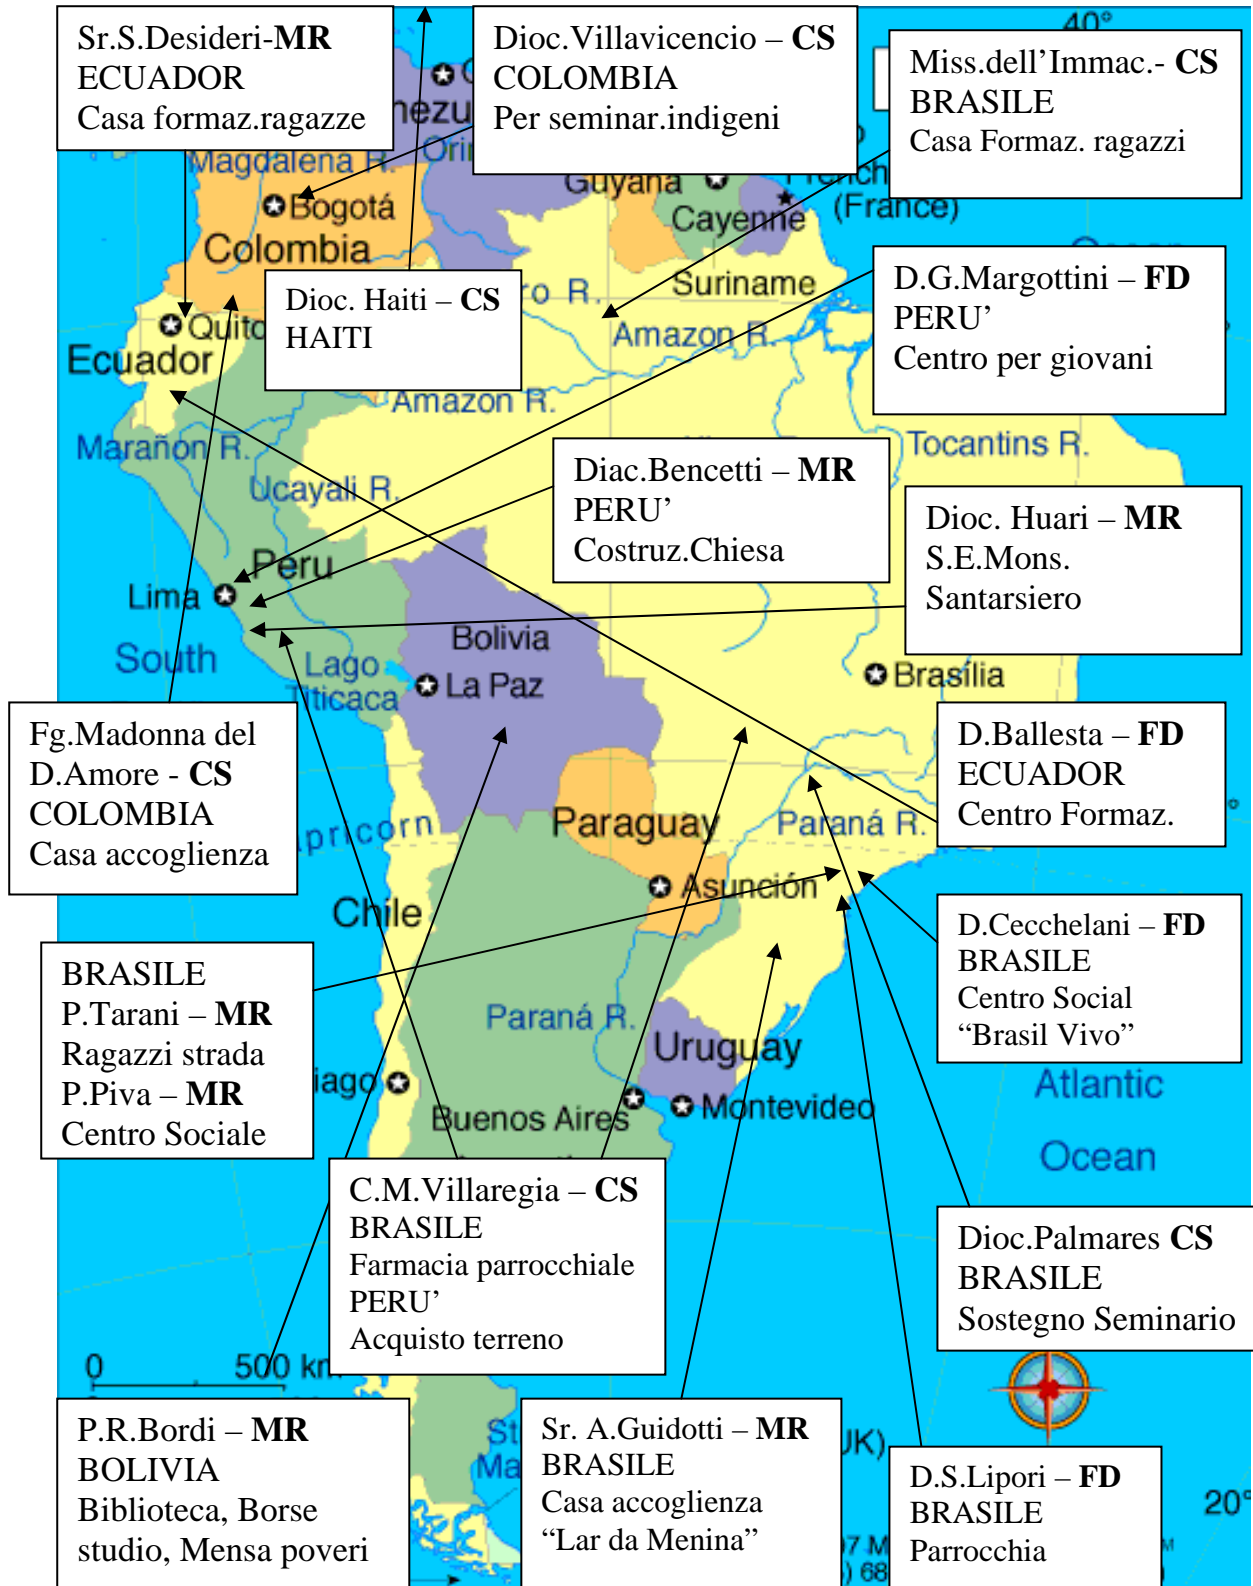 Sr.S.Desideri-MR
ECUADOR
Casa formaz.ragazze
Dioc.Villavicencio – CS
COLOMBIA
Per seminar.indigeni
40°
Miss.dell’Immac.- CS
BRASILE
Casa Formaz. ragazzi
Magdalena R.
Bogotá
Colombia
Guyana
Cayenne
(France)
Suriname
Dioc. Haiti – CS
HAITI
D.G.Margottini – FD
PERU’
Centro per giovani
Quito
Ecuador
Amazon R.
Amazon R.
Marañon R.
Ucayali R.
Tocantins R.
Diac.Bencetti – MR
PERU’
Costruz.Chiesa
Dioc. Huari – MR
S.E.Mons.
Santarsiero
Peru
Lima
South
Lago
Titicaca
Bolivia
La Paz
Brasília
Fg.Madonna del
D.Amore - CS
COLOMBIA
Casa accoglienza
D.Ballesta – FD
ECUADOR
Centro Formaz.
apricorn
Paraguay
Paraná R.
Asunción
Chile
D.Cecchelani – FD
BRASILE
Centro Social
“Brasil Vivo”
BRASILE
P.Tarani – MR
Ragazzi strada
P.Piva – MR
Centro Sociale
Paraná R.
Uruguay
iago
Buenos Aires
Montevideo
Atlantic
Ocean
C.M.Villaregia – CS
BRASILE
Farmacia parrocchiale
PERU’
Acquisto terreno
Dioc.Palmares CS
BRASILE
Sostegno Seminario
0 500 km
P.R.Bordi – MR
BOLIVIA
Biblioteca, Borse
studio, Mensa poveri
Sr. A.Guidotti – MR
BRASILE
Casa accoglienza
“Lar da Menina”
UK)
D.S.Lipori – FD
BRASILE
Parrocchia
20°